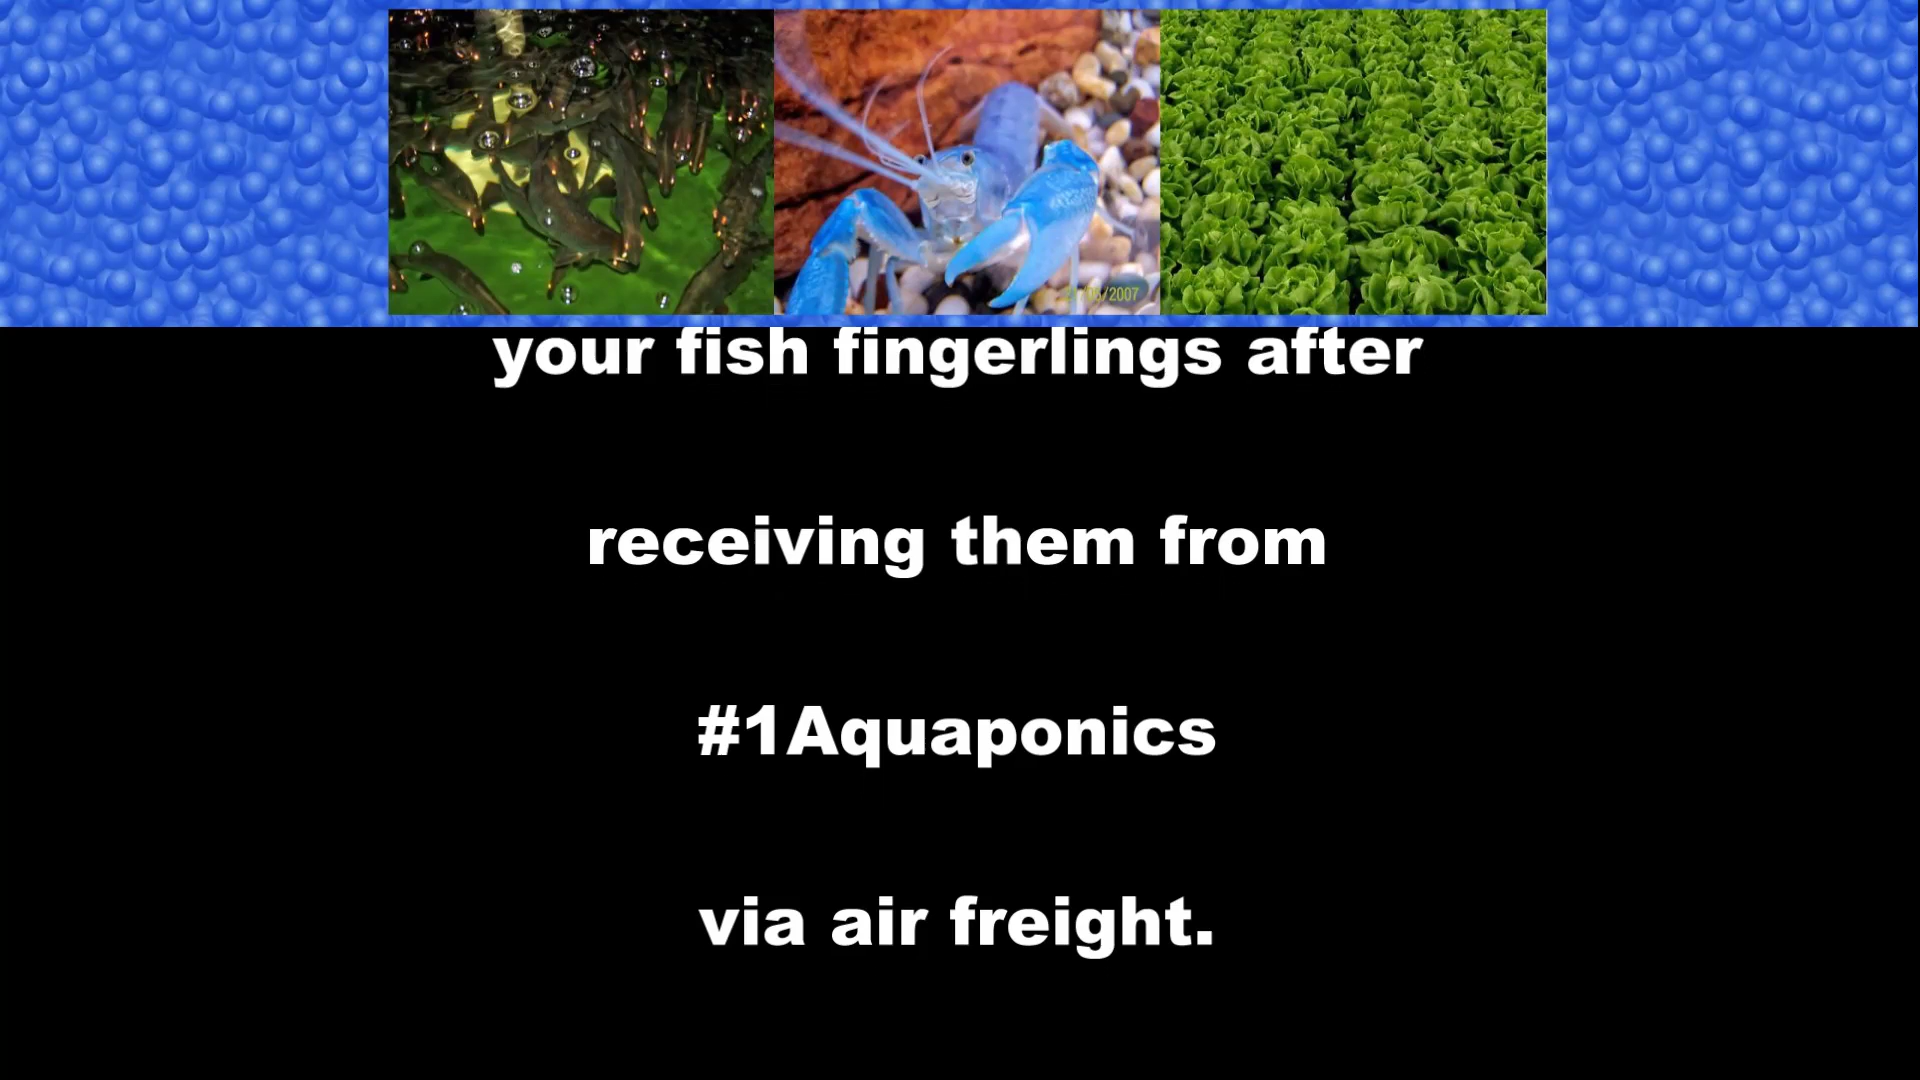 your fish fingerlings after
receiving them from
#1Aquaponics
via air freight.